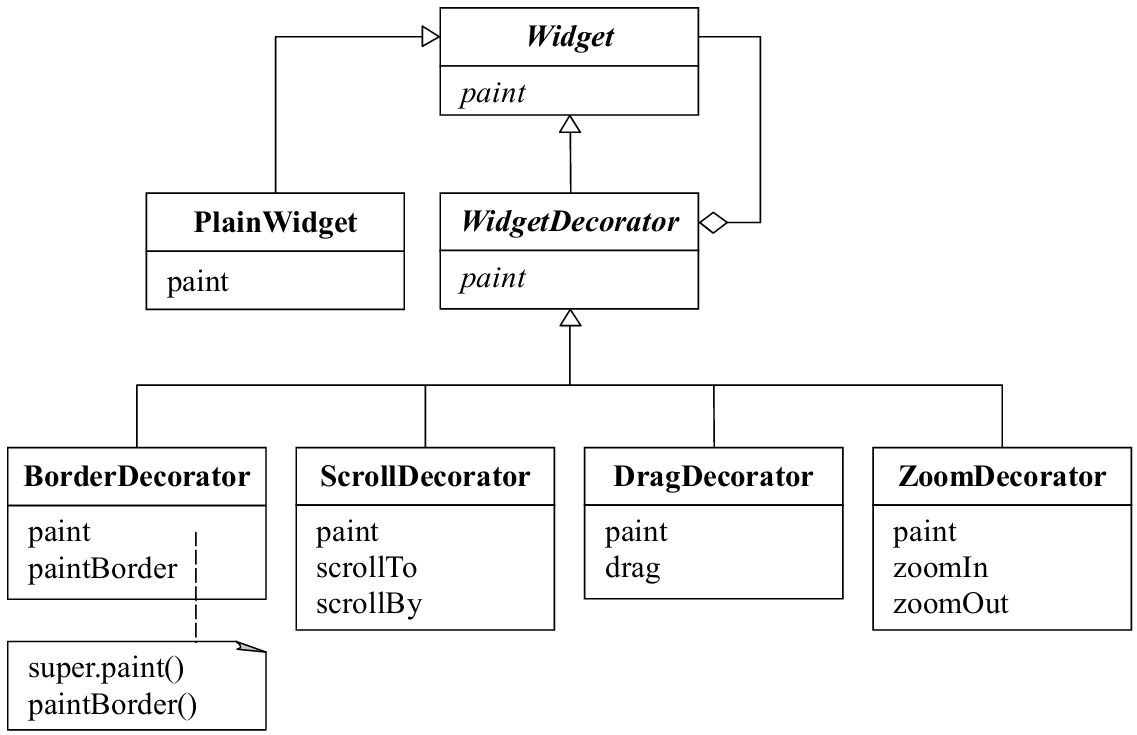 Widget
paint
PlainWidget
paint
WidgetDecorator
paint
BorderDecorator
paint
paintBorder
super.paint()
paintBorder()
ScrollDecorator
paint
scrollTo
scrollBy
DragDecorator
paint
drag
ZoomDecorator
paint
zoomIn
zoomOut